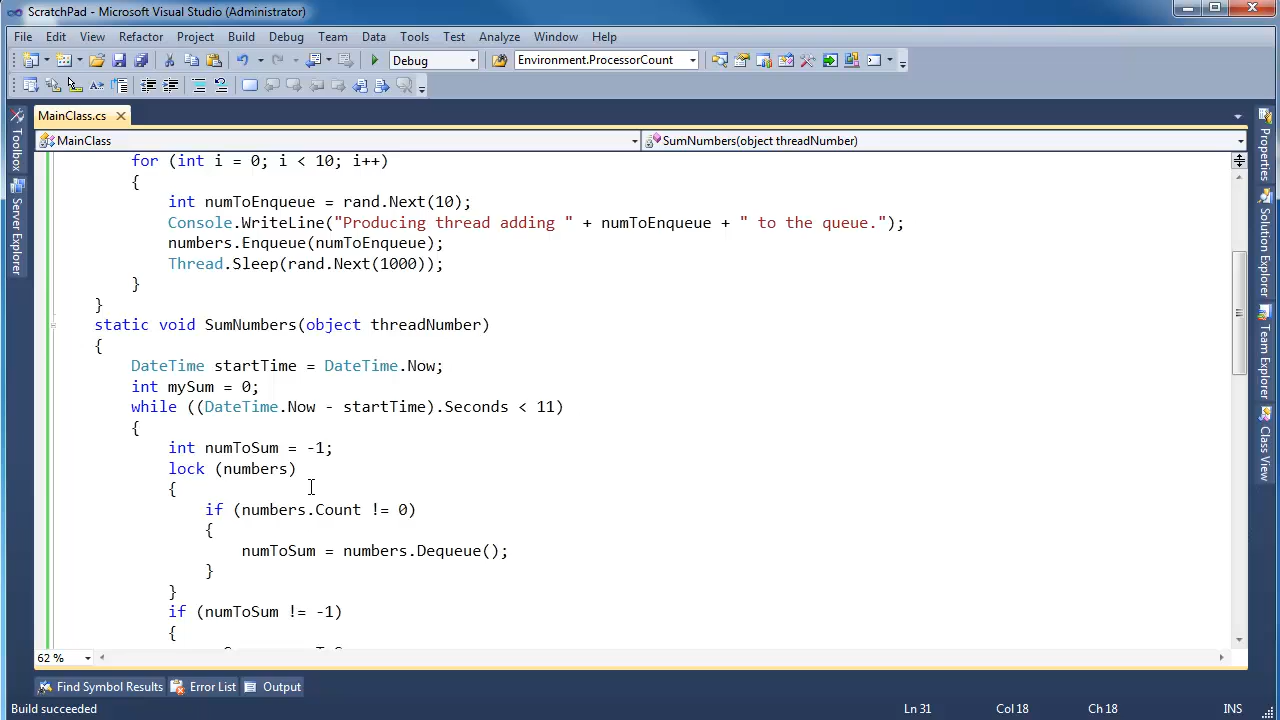 ScratchPad - Microsoft Visual Studio (Administrator)
File Edit View Refactor Project Build Debug Team Data Tools Test Analyze Window Help
Debug Environment.ProcessorCount
MainClass.cs
MainClass SumNumbers(object threadNumber)
for (int i = 0; i < 10; i++)
{
int numToEnqueue = rand.Next(10);
Console.WriteLine("Producing thread adding " + numToEnqueue + " to the queue.");
numbers.Enqueue(numToEnqueue);
Thread.Sleep(rand.Next(1000));
}
}
static void SumNumbers(object threadNumber)
{
DateTime startTime = DateTime.Now;
int mySum = 0;
while ((DateTime.Now - startTime).Seconds < 11)
{
int numToSum = -1;
lock (numbers)
{
if (numbers.Count != 0)
{
numToSum = numbers.Dequeue();
}
}
if (numToSum != -1)
{
62 %
Toolbox
Server Explorer
Properties
Solution Explorer
Team Explorer
Class View
Find Symbol Results Error List Output
Build succeeded Ln 31 Col 18 Ch 18 INS